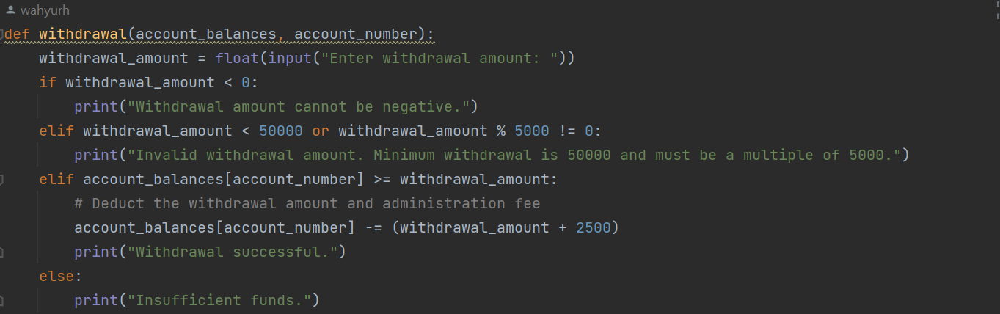 wahyurh
def withdrawal(account_balances, account_number):
    withdrawal_amount = float(input("Enter withdrawal amount: "))
    if withdrawal_amount < 0:
        print("Withdrawal amount cannot be negative.")
    elif withdrawal_amount < 50000 or withdrawal_amount % 5000 != 0:
        print("Invalid withdrawal amount. Minimum withdrawal is 50000 and must be a multiple of 5000.")
    elif account_balances[account_number] >= withdrawal_amount:
        # Deduct the withdrawal amount and administration fee
        account_balances[account_number] -= (withdrawal_amount + 2500)
        print("Withdrawal successful.")
    else:
        print("Insufficient funds.")